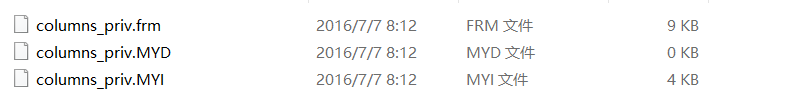 columns_priv.frm 2016/7/7 8:12 FRM 文件 9 KB
columns_priv.MYD 2016/7/7 8:12 MYD 文件 0 KB
columns_priv.MYI 2016/7/7 8:12 MYI 文件 4 KB